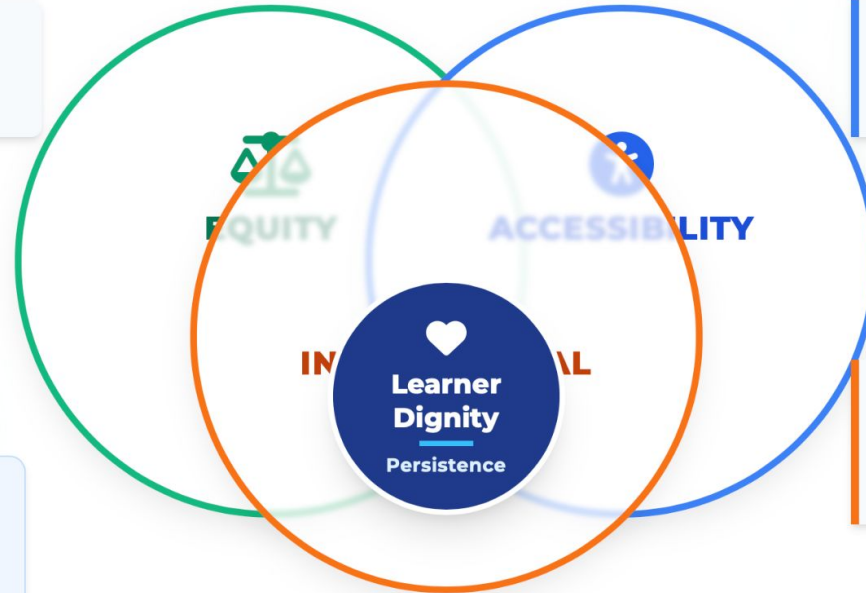 EQUITY
ACCESSIBILITY
IN AL
Learner
Dignity
Persistence